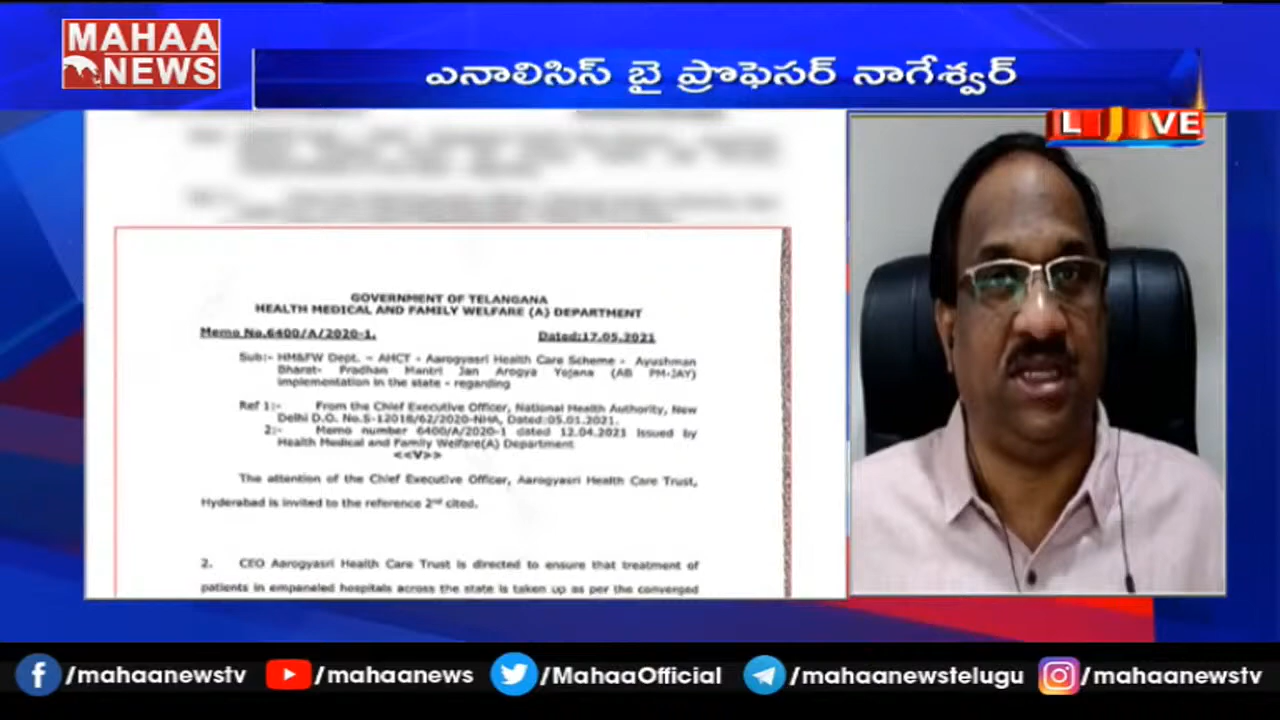 MAHAA
NEWS
ఎనాలిసిస్ బై ప్రొఫెసర్ నాగేశ్వర్
LIVE
GOVERNMENT OF TELANGANA
HEALTH MEDICAL AND FAMILY WELFARE (A) DEPARTMENT
Memo No.6400/A/2020-1, Dated:17.05.2021
Sub:- HM&FW Dept. – AHCT - Aarogyasri Health Care Scheme - Ayushman
Bharat- Pradhan Mantri Jan Arogya Yojana (AB PM-JAY)
implementation in the state - regarding
Ref 1:- From the Chief Executive Officer, National Health Authority, New
Delhi D.O. No.S-12018/62/2020-NHA, Dated:05.01.2021.
2:- Memo number 6400/A/2020-1 dated 12.04.2021 issued by
Health Medical and Family Welfare(A) Department
<<V>>
The attention of the Chief Executive Officer, Aarogyasri Health Care Trust,
Hyderabad is invited to the reference 2nd cited.
2. CEO Aarogyasri Health Care Trust is directed to ensure that treatment of
patients in empaneled hospitals across the state is taken up as per the converged
/mahaanewstv /mahaanews /MahaaOfficial /mahaanewstelugu /mahaanewstv